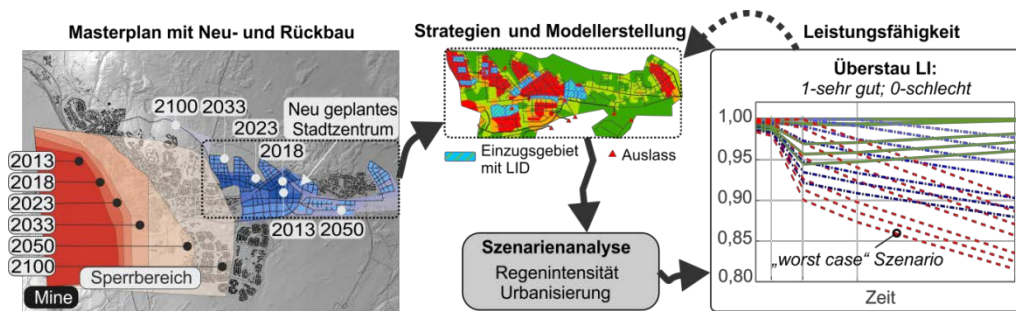 Masterplan mit Neu- und Rückbau
2100 2033
Neu geplantes
Stadtzentrum
2023
2018
2013
2018
2023
2033
2050
2100
2013 2050
Sperrbereich
Mine
Strategien und Modellerstellung
Einzugsgebiet
mit LID
Auslass
Szenarienanalyse
Regenintensität
Urbanisierung
Leistungsfähigkeit
Überstau LI:
1-sehr gut; 0-schlecht
1,00
0,95
0,90
0,85
0,80
„worst case“ Szenario
Zeit